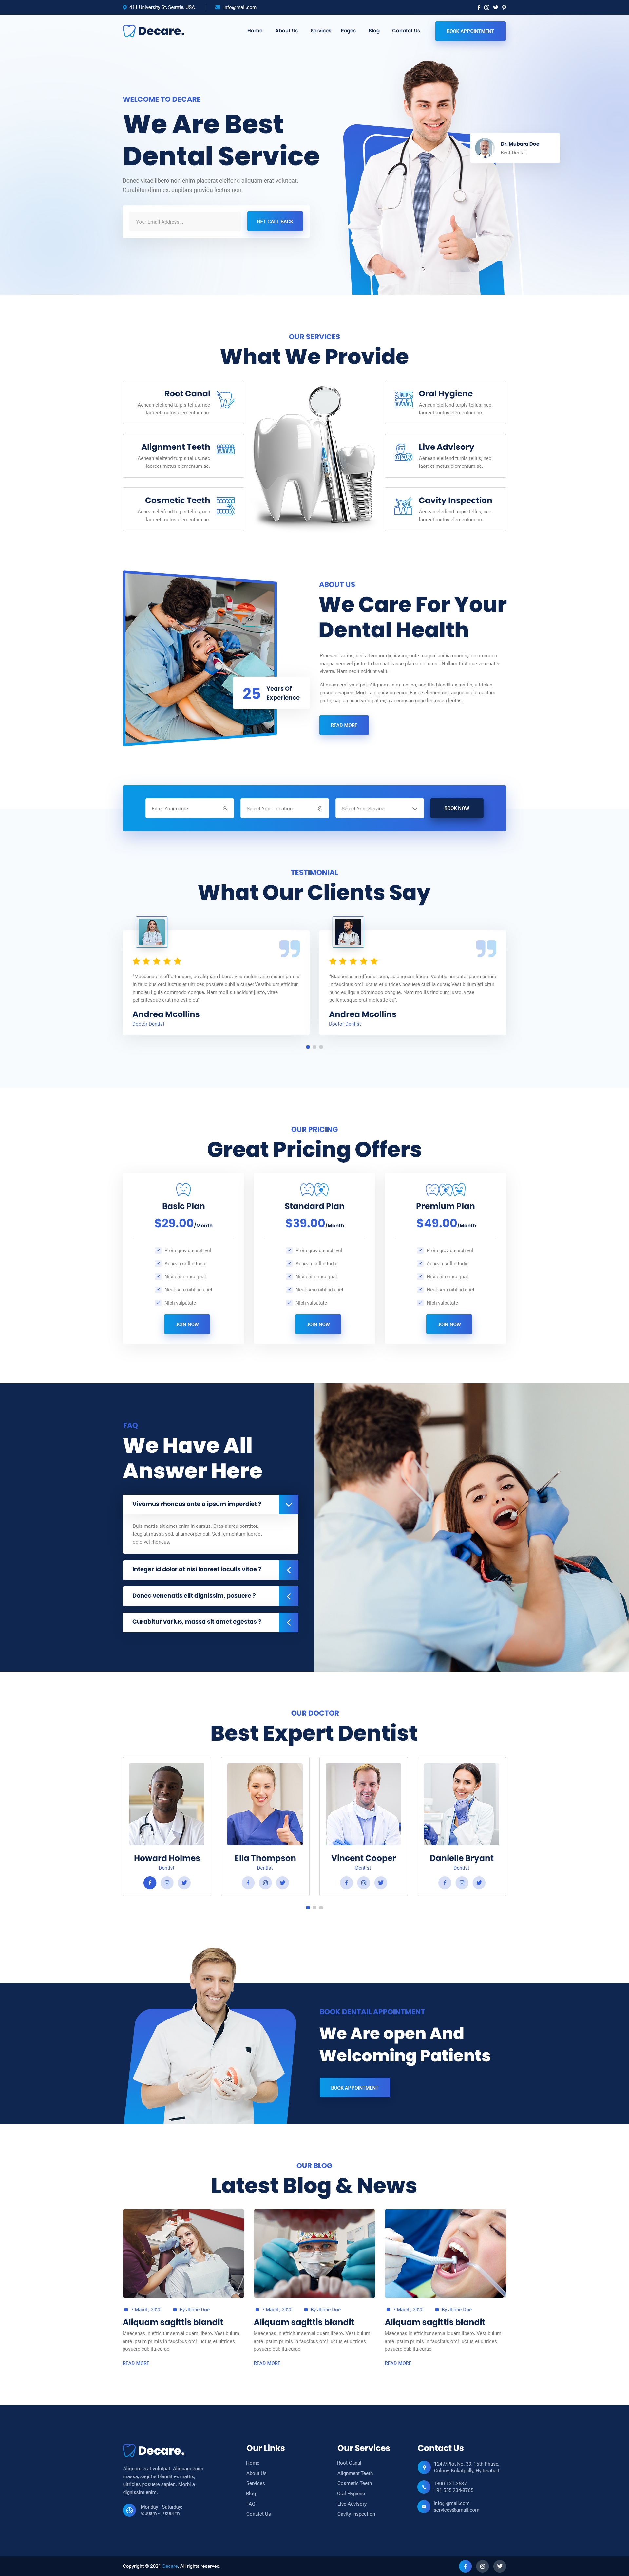 411 University St, Seattle, USA
info@mail.com
Decare.
Home
About Us
Services
Pages
Blog
Conatct Us
BOOK APPOINTMENT
WELCOME TO DECARE
We Are Best
Dental Service
Donec vitae libero non enim placerat eleifend aliquam erat volutpat.
Curabitur diam ex, dapibus gravida lectus non.
Your Email Address...
GET CALL BACK
Dr. Mubara Doe
Best Dental
OUR SERVICES
What We Provide
Root Canal
Aenean eleifend turpis tellus, nec
laoreet metus elementum ac.
Alignment Teeth
Aenean eleifend turpis tellus, nec
laoreet metus elementum ac.
Cosmetic Teeth
Aenean eleifend turpis tellus, nec
laoreet metus elementum ac.
Oral Hygiene
Aenean eleifend turpis tellus, nec
laoreet metus elementum ac.
Live Advisory
Aenean eleifend turpis tellus, nec
laoreet metus elementum ac.
Cavity Inspection
Aenean eleifend turpis tellus, nec
laoreet metus elementum ac.
25
Years Of
Experience
ABOUT US
We Care For Your
Dental Health
Praesent varius, nisl a tempor dignissim, ante magna lacinia mauris, id commodo
magna sem vel justo. In hac habitasse platea dictumst. Nullam tristique venenatis
viverra. Nam nec tincidunt velit.
Aliquam erat volutpat. Aliquam enim massa, sagittis blandit ex mattis, ultricies
posuere sapien. Morbi a dignissim enim. Fusce elementum, augue in elementum
porta, sapien nunc volutpat ex, a accumsan nunc lectus eu lectus.
READ MORE
Enter Your name
Select Your Location
Select Your Service
BOOK NOW
TESTIMONIAL
What Our Clients Say
"Maecenas in efficitur sem, ac aliquam libero. Vestibulum ante ipsum primis
in faucibus orci luctus et ultrices posuere cubilia curae; Vestibulum efficitur
nunc eu ligula commodo congue. Nam mollis tincidunt justo, vitae
pellentesque erat molestie eu".
Andrea Mcollins
Doctor Dentist
"Maecenas in efficitur sem, ac aliquam libero. Vestibulum ante ipsum primis
in faucibus orci luctus et ultrices posuere cubilia curae; Vestibulum efficitur
nunc eu ligula commodo congue. Nam mollis tincidunt justo, vitae
pellentesque erat molestie eu".
Andrea Mcollins
Doctor Dentist
OUR PRICING
Great Pricing Offers
Basic Plan
$29.00/Month
Proin gravida nibh vel
Aenean sollicitudin
Nisi elit consequat
Nect sem nibh id eliet
Nibh vulputatc
JOIN NOW
Standard Plan
$39.00/Month
Proin gravida nibh vel
Aenean sollicitudin
Nisi elit consequat
Nect sem nibh id eliet
Nibh vulputatc
JOIN NOW
Premium Plan
$49.00/Month
Proin gravida nibh vel
Aenean sollicitudin
Nisi elit consequat
Nect sem nibh id eliet
Nibh vulputatc
JOIN NOW
FAQ
We Have All
Answer Here
Vivamus rhoncus ante a ipsum imperdiet ?
Duis mattis sit amet enim in cursus. Cras a arcu porttitor,
feugiat massa sed, ullamcorper dui. Sed fermentum laoreet
odio vel rhoncus.
Integer id dolor at nisi laoreet iaculis vitae ?
Donec venenatis elit dignissim, posuere ?
Curabitur varius, massa sit amet egestas ?
OUR DOCTOR
Best Expert Dentist
Howard Holmes
Dentist
Ella Thompson
Dentist
Vincent Cooper
Dentist
Danielle Bryant
Dentist
BOOK DENTAIL APPOINTMENT
We Are open And
Welcoming Patients
BOOK APPOINTMENT
OUR BLOG
Latest Blog & News
7 March, 2020
By Jhone Doe
Aliquam sagittis blandit
Maecenas in efficitur sem,aliquam libero. Vestibulum
ante ipsum primis in faucibus orci luctus et ultrices
posuere cubilia curae
READ MORE
7 March, 2020
By Jhone Doe
Aliquam sagittis blandit
Maecenas in efficitur sem,aliquam libero. Vestibulum
ante ipsum primis in faucibus orci luctus et ultrices
posuere cubilia curae
READ MORE
7 March, 2020
By Jhone Doe
Aliquam sagittis blandit
Maecenas in efficitur sem,aliquam libero. Vestibulum
ante ipsum primis in faucibus orci luctus et ultrices
posuere cubilia curae
READ MORE
Decare.
Aliquam erat volutpat. Aliquam enim
massa, sagittis blandit ex mattis,
ultricies posuere sapien. Morbi a
dignissim enim.
Monday - Saturday:
9:00am - 10:00Pm
Our Links
Home
About Us
Services
Blog
FAQ
Conatct Us
Our Services
Root Canal
Alignment Teeth
Cosmetic Teeth
Oral Hygiene
Live Advisory
Cavity Inspection
Contact Us
1247/Plot No. 39, 15th Phase,
Colony, Kukatpally, Hyderabad
1800-121-3637
+91 555 234-8765
info@gmail.com
services@gmail.com
Copyright © 2021 Decare. All rights reserved.